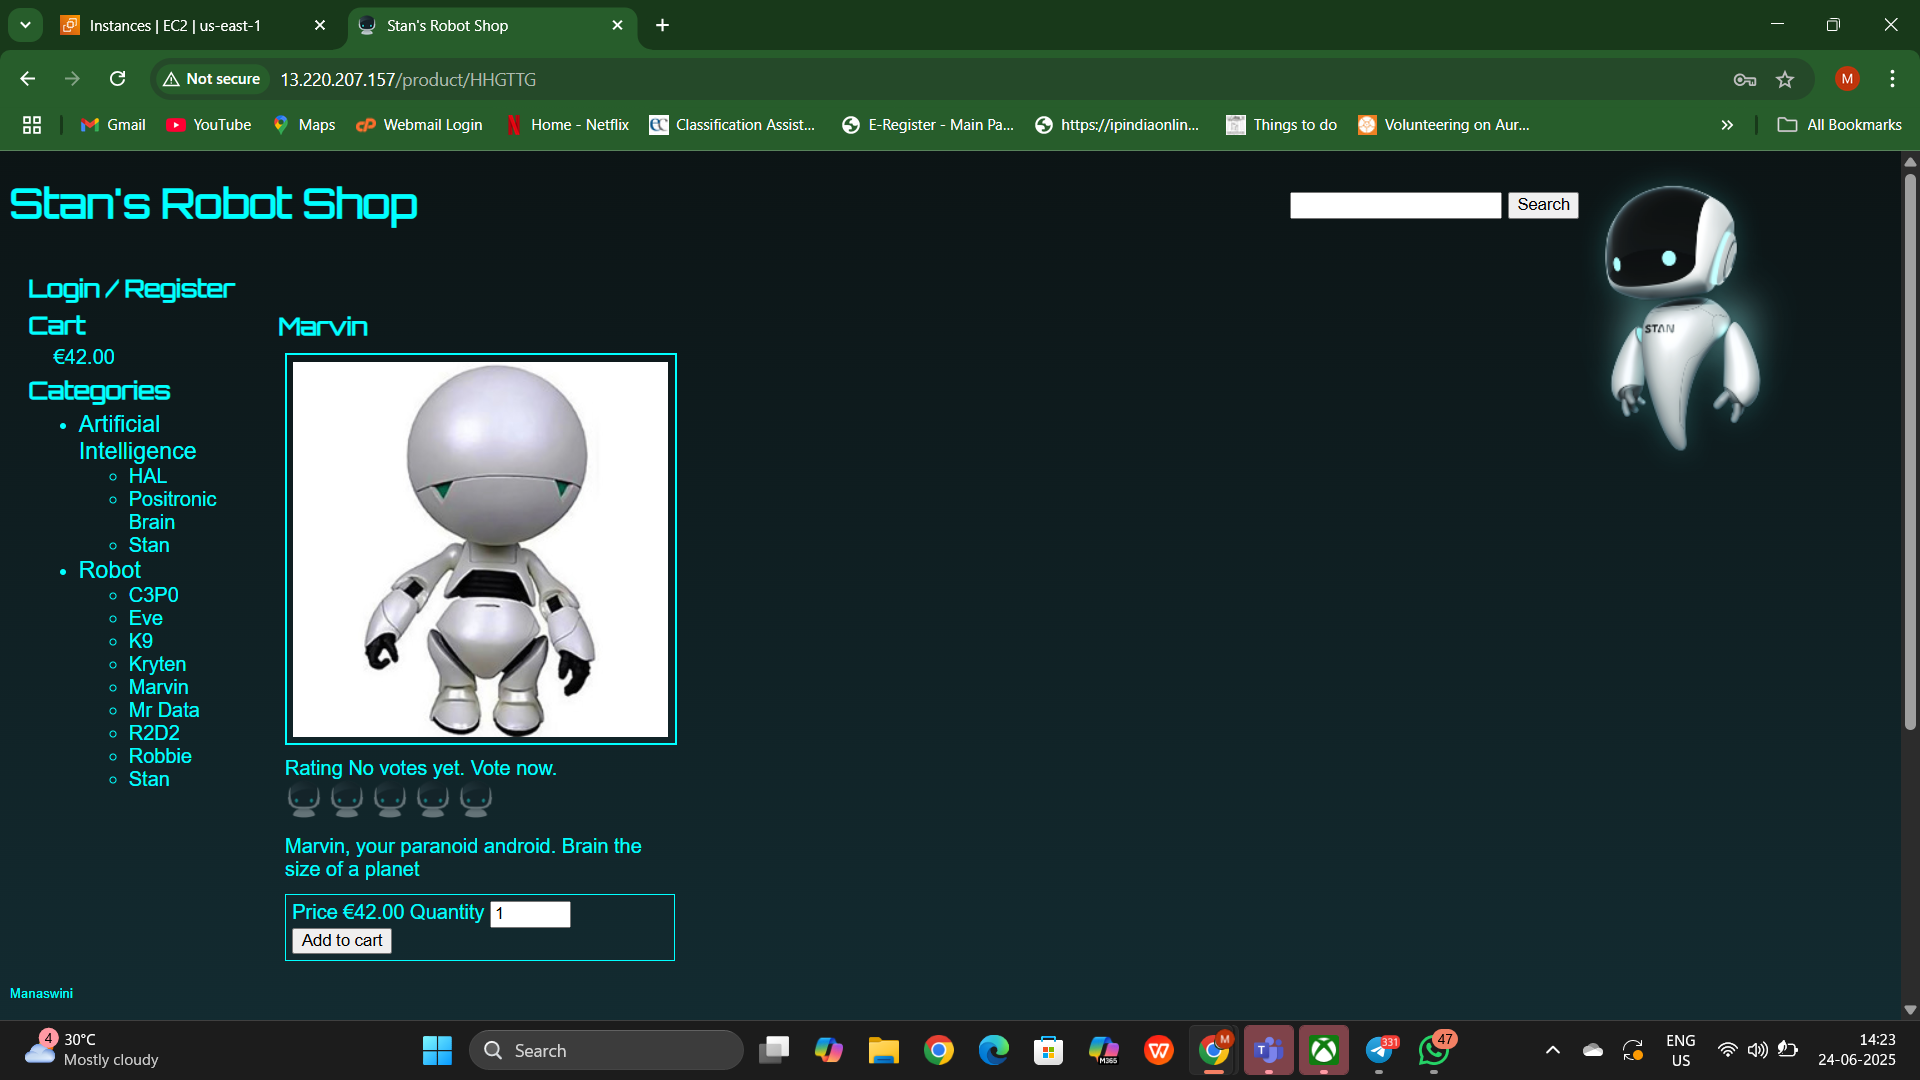 Instances | EC2 | us-east-1
Stan's Robot Shop
Not secure
13.220.207.157/product/HHGTTG
M
Gmail
YouTube
Maps
Webmail Login
Home - Netflix
Classification Assist...
E-Register - Main Pa...
https://ipindiaonlin...
Things to do
Volunteering on Aur...
All Bookmarks
Stan's Robot Shop
Search
STAN
Login / Register
Cart
€42.00
Categories
Artificial
Intelligence
HAL
Positronic
Brain
Stan
Robot
C3P0
Eve
K9
Kryten
Marvin
Mr Data
R2D2
Robbie
Stan
Marvin
Rating No votes yet. Vote now.
Marvin, your paranoid android. Brain the
size of a planet
Price €42.00 Quantity 1
Add to cart
Manaswini
4
30°C
Mostly cloudy
Search
M365
M
331
47
ENG
US
14:23
24-06-2025